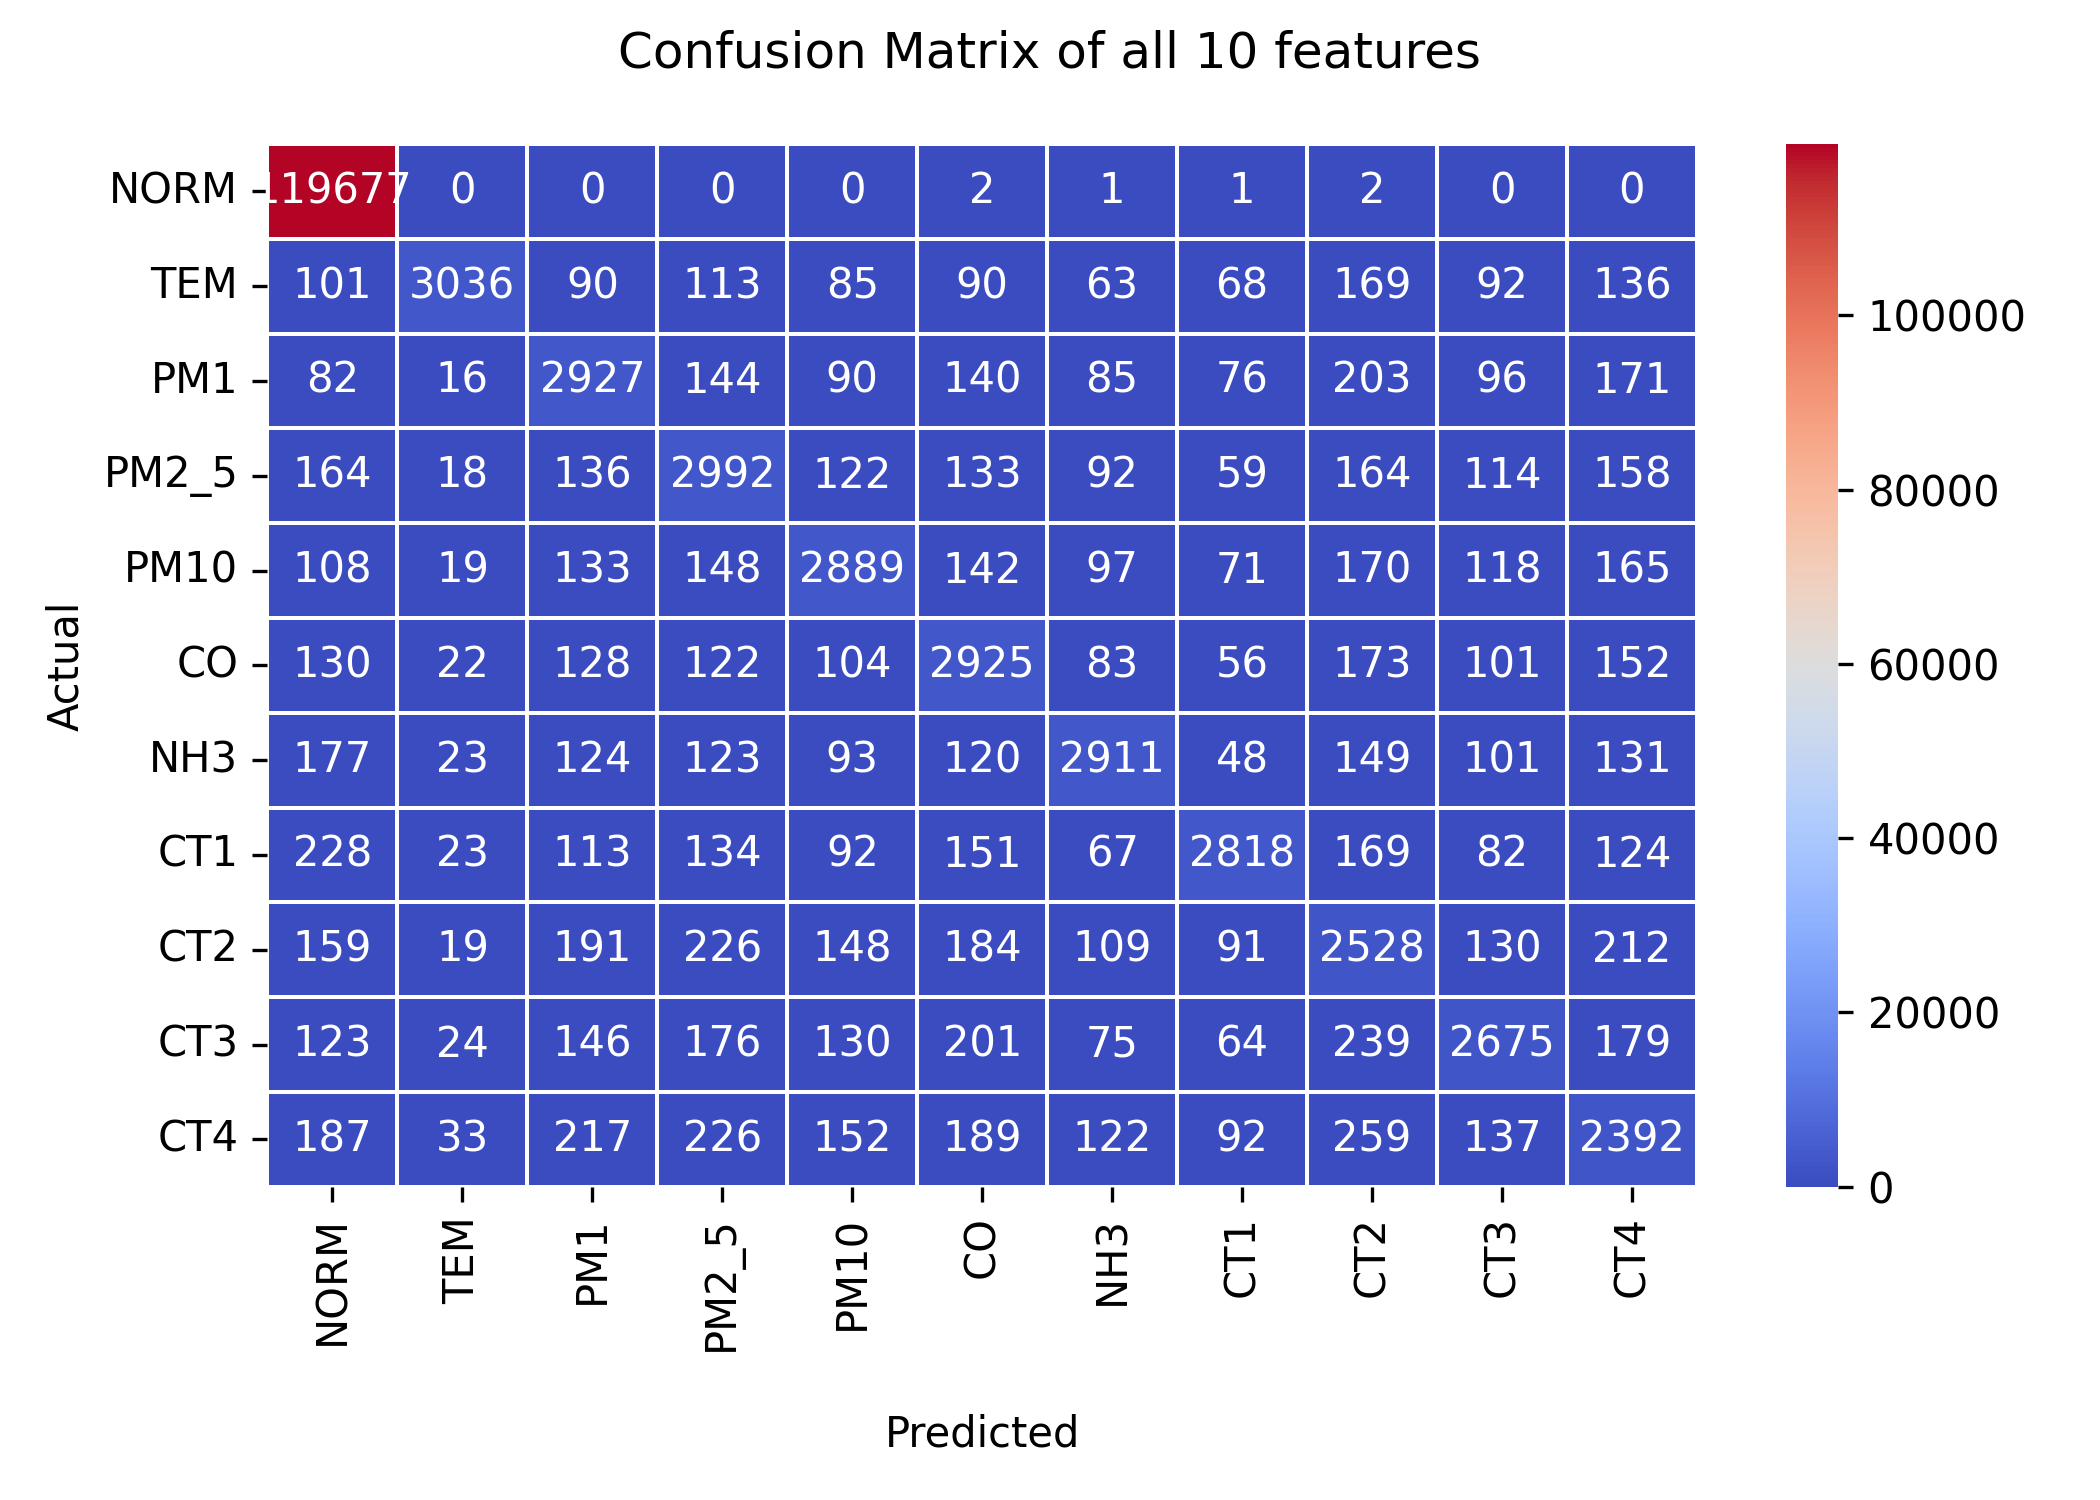 Confusion Matrix of all 10 features
NORM 119677 0 0 0 0 2 1 1 2 0 0
TEM 101 3036 90 113 85 90 63 68 169 92 136
PM1 82 16 2927 144 90 140 85 76 203 96 171
PM2_5 164 18 136 2992 122 133 92 59 164 114 158
PM10 108 19 133 148 2889 142 97 71 170 118 165
CO 130 22 128 122 104 2925 83 56 173 101 152
NH3 177 23 124 123 93 120 2911 48 149 101 131
CT1 228 23 113 134 92 151 67 2818 169 82 124
CT2 159 19 191 226 148 184 109 91 2528 130 212
CT3 123 24 146 176 130 201 75 64 239 2675 179
CT4 187 33 217 226 152 189 122 92 259 137 2392
NORM TEM PM1 PM2_5 PM10 CO NH3 CT1 CT2 CT3 CT4
Predicted
Actual
100000
80000
60000
40000
20000
0